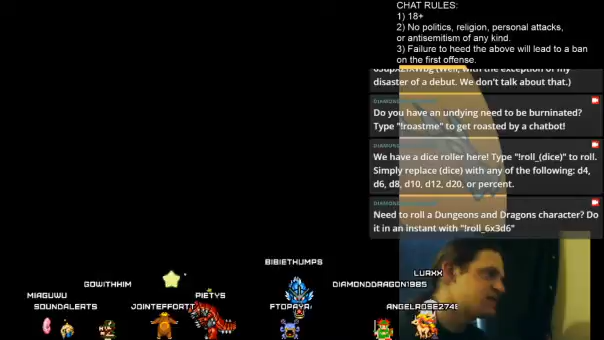 CHAT RULES:
1) 18+
2) No politics, religion, personal attacks,
or antisemitism of any kind.
3) Failure to heed the above will lead to a ban
on the first offense.
(Well, with the exception of my
disaster of a debut. We don't talk about that.)
Do you have an undying need to be burninated?
Type "!roastme" to get roasted by a chatbot!
We have a dice roller here! Type "!roll_(dice)" to roll.
Simply replace (dice) with any of the following: d4,
d6, d8, d10, d12, d20, or percent.
Need to roll a Dungeons and Dragons character? Do
it in an instant with "!roll_6x3d6"
BIBIETHUMPS
LURXX
GOWITHHIM
DIAMONDDRAGON1985
MIAGUWU
PIETYS
SOUNDALERTS
JOINTEFFORTT
FTOPAYA
ANGELROSE274